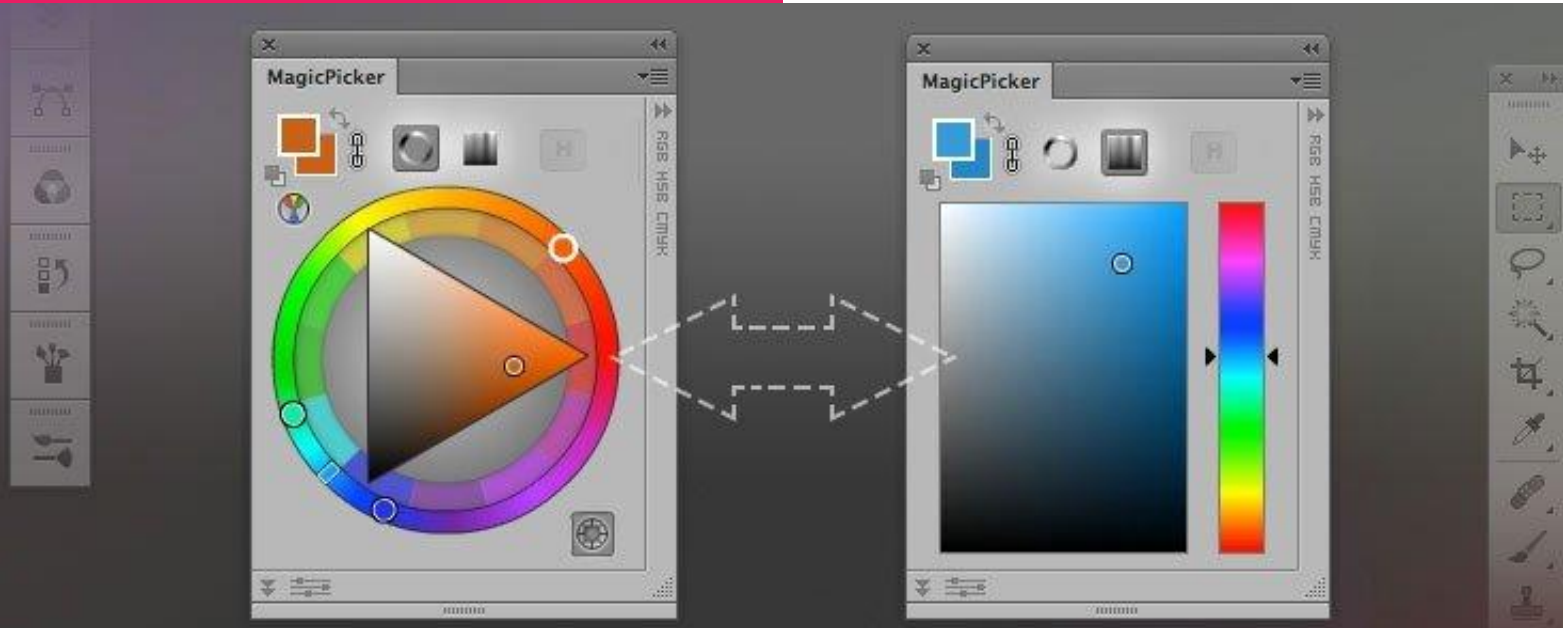 MagicPicker
RGB HSB CMYK
H
MagicPicker
RGB HSB CMYK
H